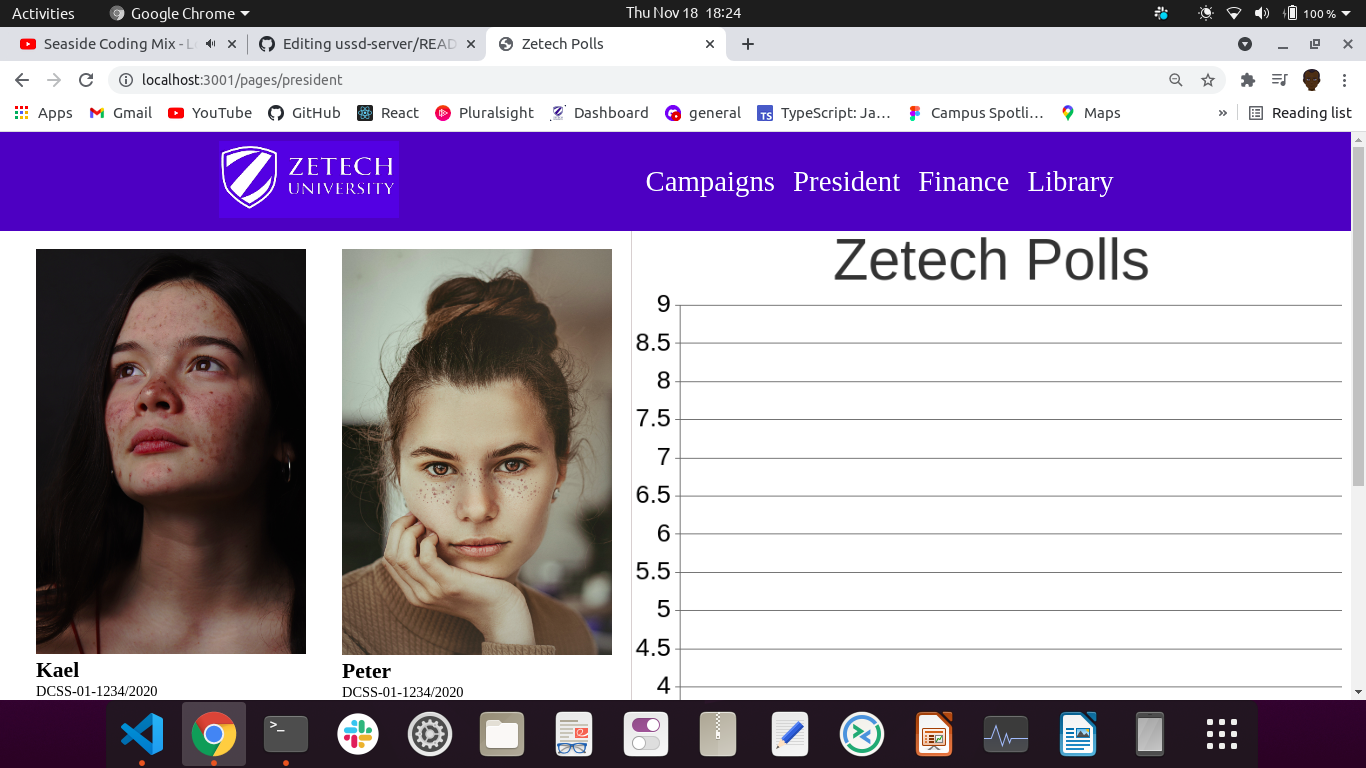 Activities Google Chrome Thu Nov 18 18:24 100 %
Seaside Coding Mix - L Editing ussd-server/READ Zetech Polls
localhost:3001/pages/president
Apps Gmail YouTube GitHub React Pluralsight Dashboard general TypeScript: Ja… Campus Spotli… Maps » Reading list
ZETECH
UNIVERSITY
Campaigns President Finance Library
Zetech Polls
9
8.5
8
7.5
7
6.5
6
5.5
5
4.5
4
Kael
DCSS-01-1234/2020
Peter
DCSS-01-1234/2020